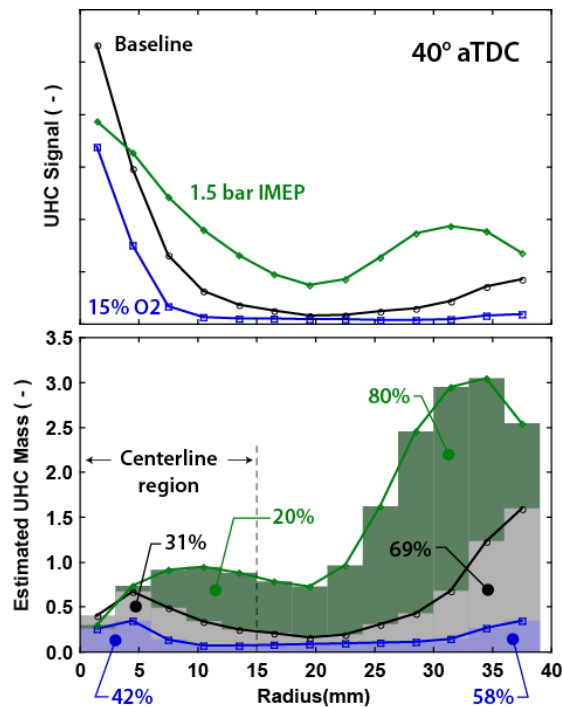 Baseline
40° aTDC
UHC Signal ( - )
1.5 bar IMEP
15% O2
3.5
3.0
2.5
2.0
1.5
1.0
0.5
0.0
Estimated UHC Mass ( - )
80%
Centerline
region
20%
31%
69%
0
5
10
15
20
25
30
35
40
42%
Radius(mm)
58%